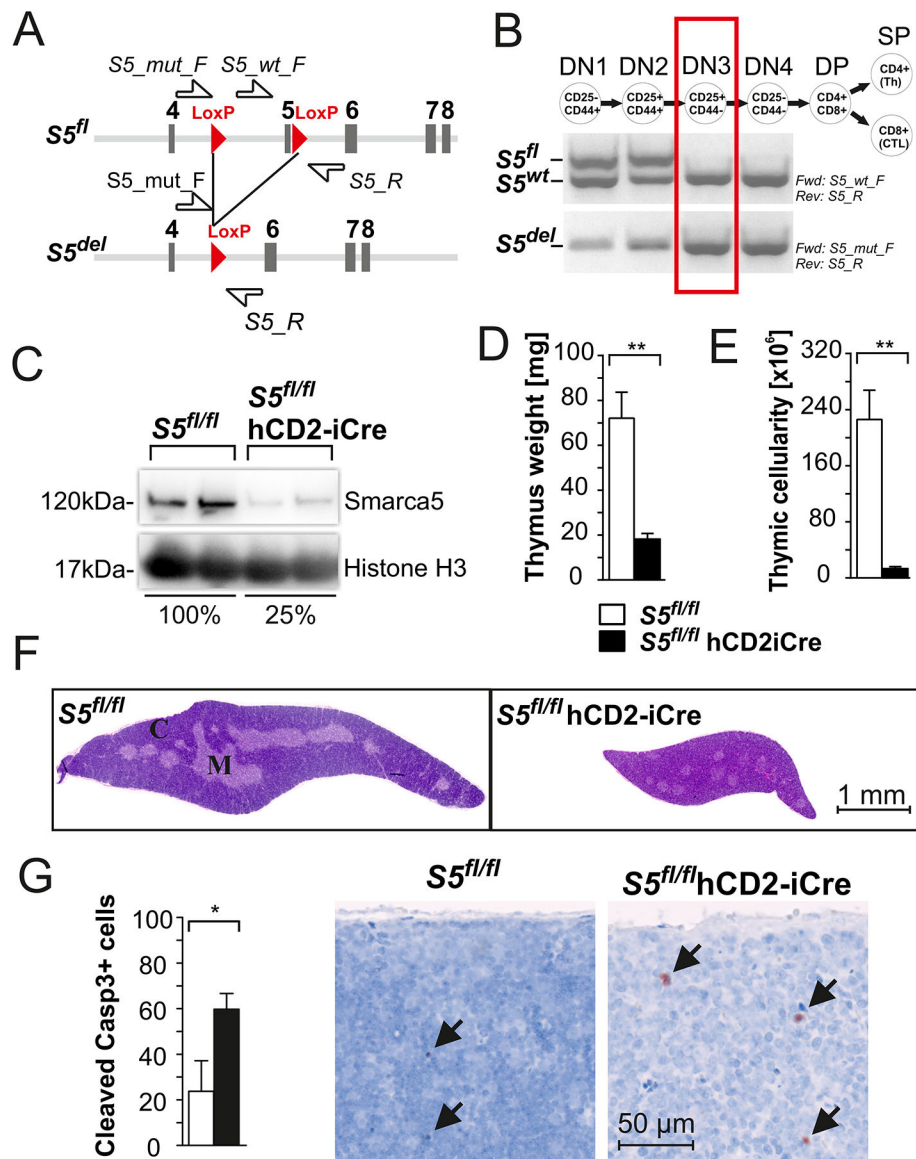 A
S5_mut_F S5_wt_F
4 LoxP 5 LoxP 6 7 8
S5fl
S5_mut_F S5_R
4 LoxP 6 7 8
S5del
S5_R
B
SP
DN1 DN2 DN3 DN4 DP
CD25- CD25+ CD25+ CD25- CD4+
CD44+ CD44+ CD44- CD44- CD8+
CD4+
(Th)
CD8+
(CTL)
S5fl
S5wt
Fwd: S5_wt_F
Rev: S5_R
S5del
Fwd: S5_mut_F
Rev: S5_R
C
S5fl/fl
S5fl/fl
hCD2-iCre
120kDa- Smarca5
17kDa- Histone H3
100% 25%
D
Thymus weight [mg]
100
80
60
40
20
0
**
E
Thymic cellularity [x10⁶]
320
240
160
80
0
**
S5fl/fl
S5fl/fl hCD2iCre
F
S5fl/fl
C
M
S5fl/fl hCD2-iCre
1 mm
G
Cleaved Casp3+ cells
100
80
60
40
20
0
*
S5fl/fl
S5fl/fl hCD2-iCre
50 µm